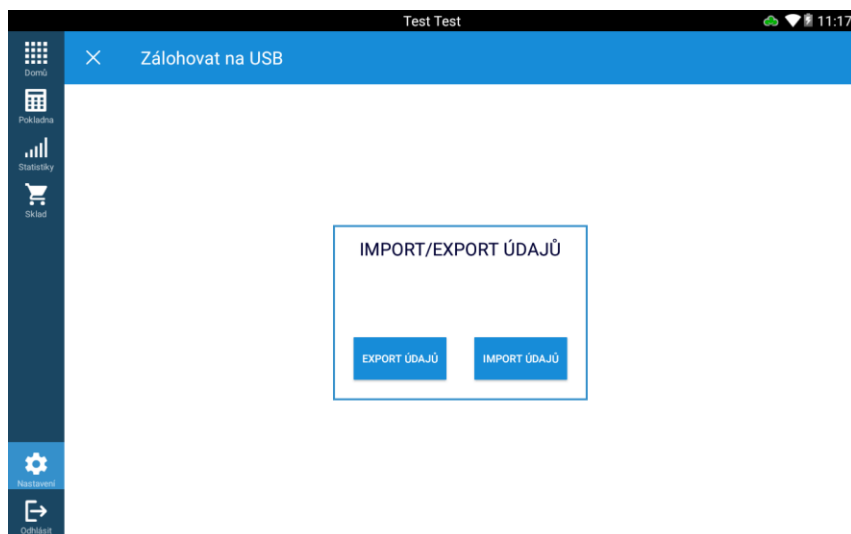 Test Test
11:17
Domů
Zálohovat na USB
Pokladna
Statistiky
Sklad
IMPORT/EXPORT ÚDAJŮ
EXPORT ÚDAJŮ
IMPORT ÚDAJŮ
Nastavení
Odhlásit